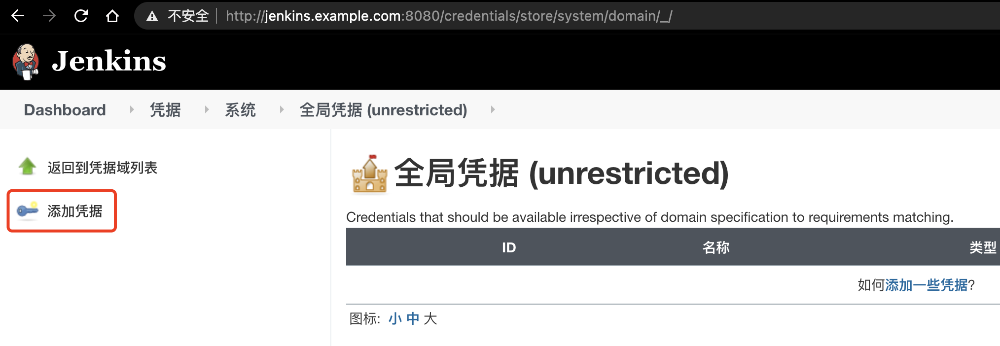 不安全 http://jenkins.example.com:8080/credentials/store/system/domain/_/
Jenkins
Dashboard 凭据 系统 全局凭据 (unrestricted)
返回到凭据域列表
添加凭据
全局凭据 (unrestricted)
Credentials that should be available irrespective of domain specification to requirements matching.
ID 名称 类型
如何添加一些凭据?
图标: 小 中 大